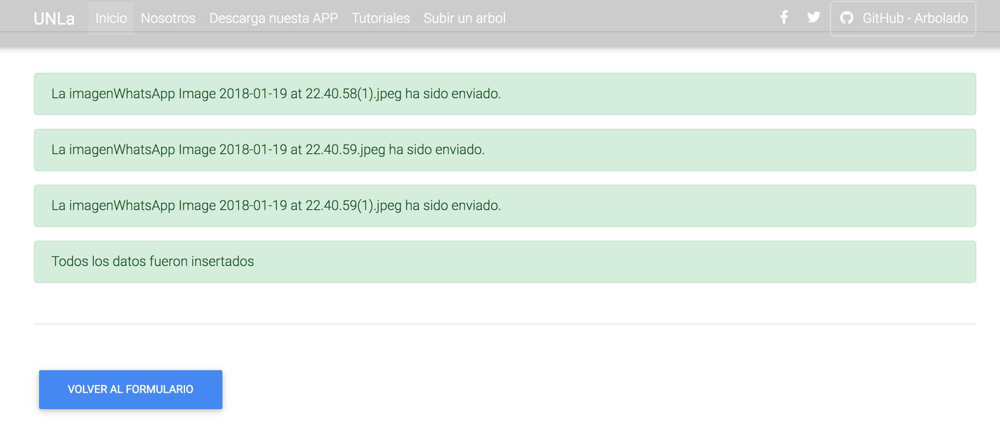 UNLa Inicio Nosotros Descarga nuesta APP Tutoriales Subir un arbol GitHub - Arbolado
La imagenWhatsApp Image 2018-01-19 at 22.40.58(1).jpeg ha sido enviado.
La imagenWhatsApp Image 2018-01-19 at 22.40.59.jpeg ha sido enviado.
La imagenWhatsApp Image 2018-01-19 at 22.40.59(1).jpeg ha sido enviado.
Todos los datos fueron insertados
VOLVER AL FORMULARIO